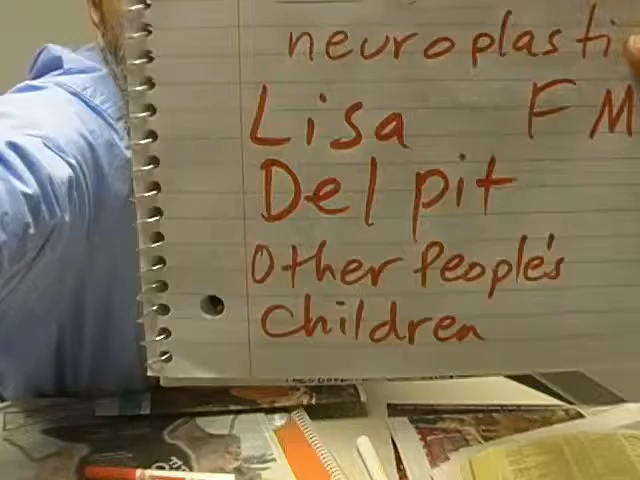 neuroplasti
Lisa FM
Delpit
Other People's
Children